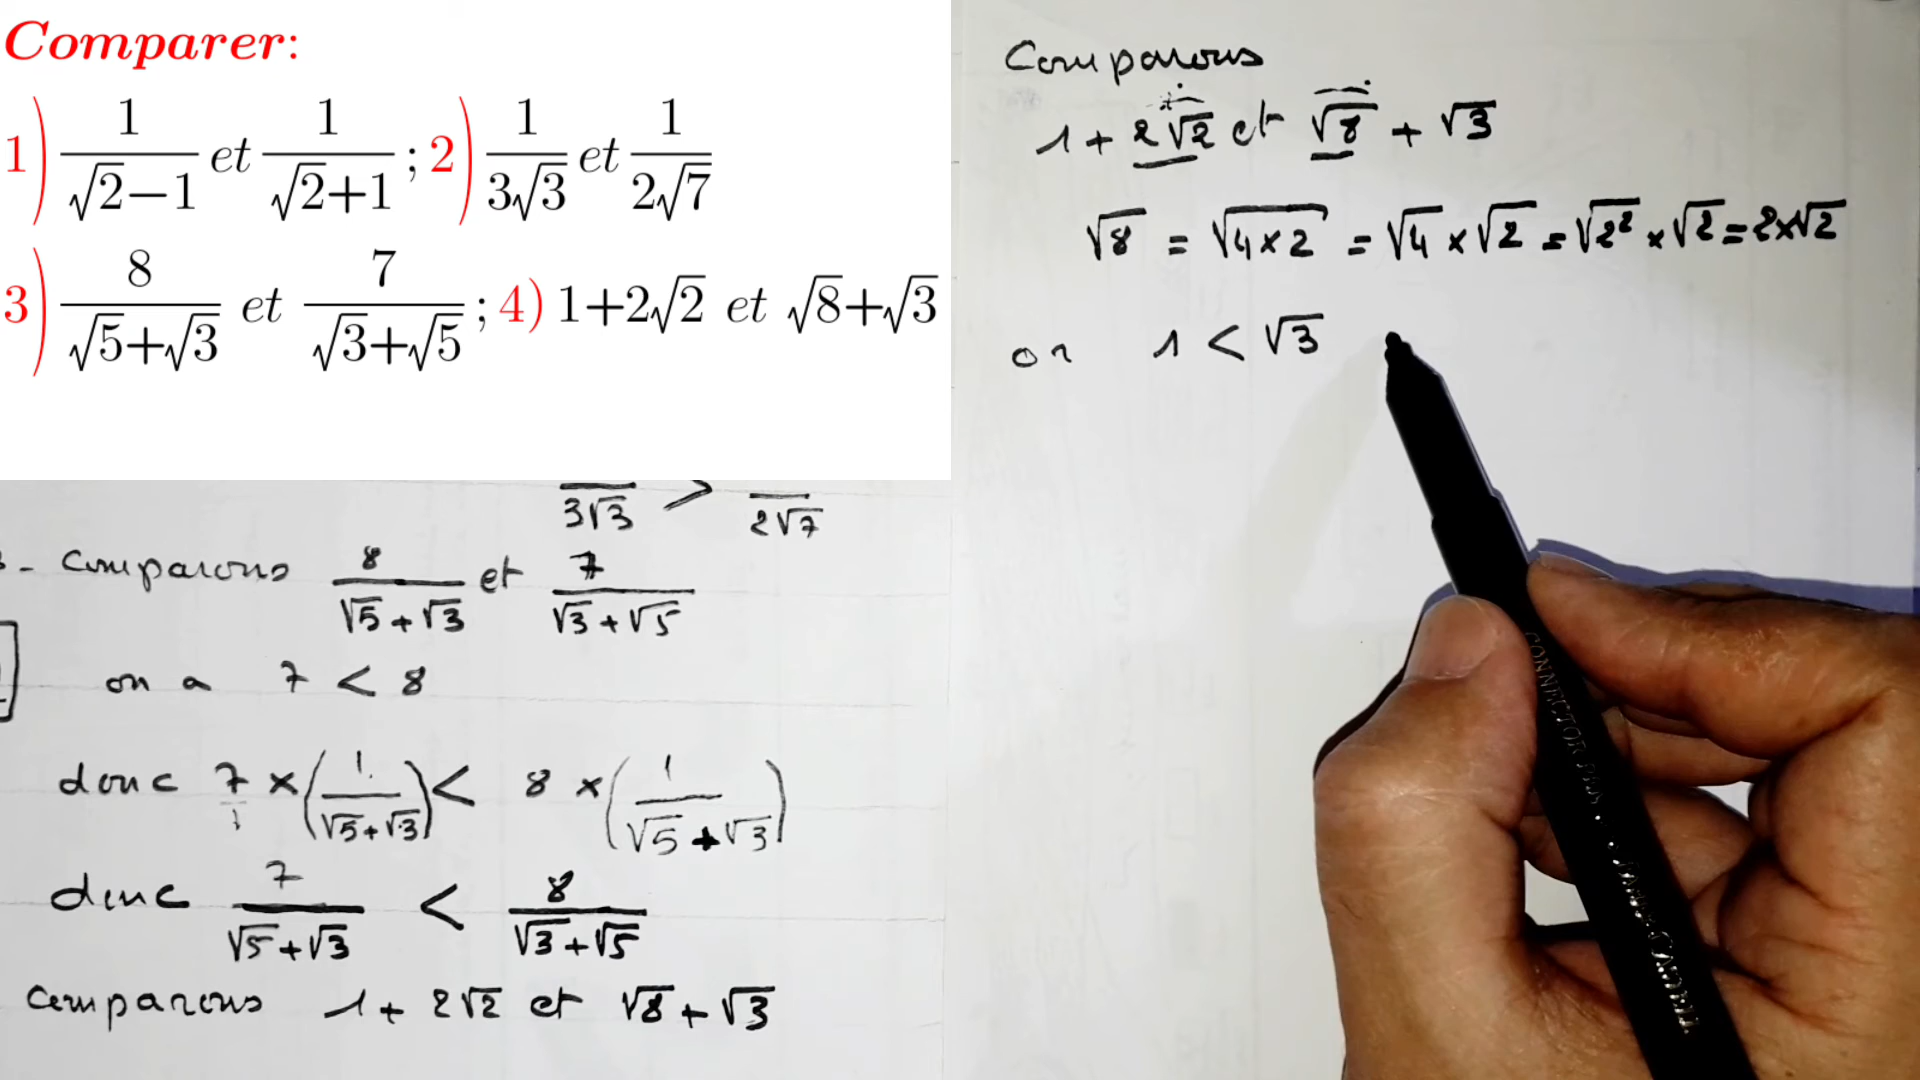 Comparer:
1) 1/(√2−1) et 1/(√2+1) ; 2) 1/(3√3) et 1/(2√7)
3) 8/(√5+√3) et 7/(√3+√5) ; 4) 1+2√2 et √8+√3
3√3 > 2√7
- Comparons 8/(√5+√3) et 7/(√3+√5)
on a 7 < 8
donc 7 × (1/(√5+√3)) < 8 × (1/(√5+√3))
donc 7/(√5+√3) < 8/(√3+√5)
Comparons 1 + 2√2 et √8 + √3
Comparons
1 + 2√2 et √8 + √3
√8 = √(4×2) = √4 × √2 = √2² × √2 = 2×√2
or 1 < √3
CONNECTOR PEN